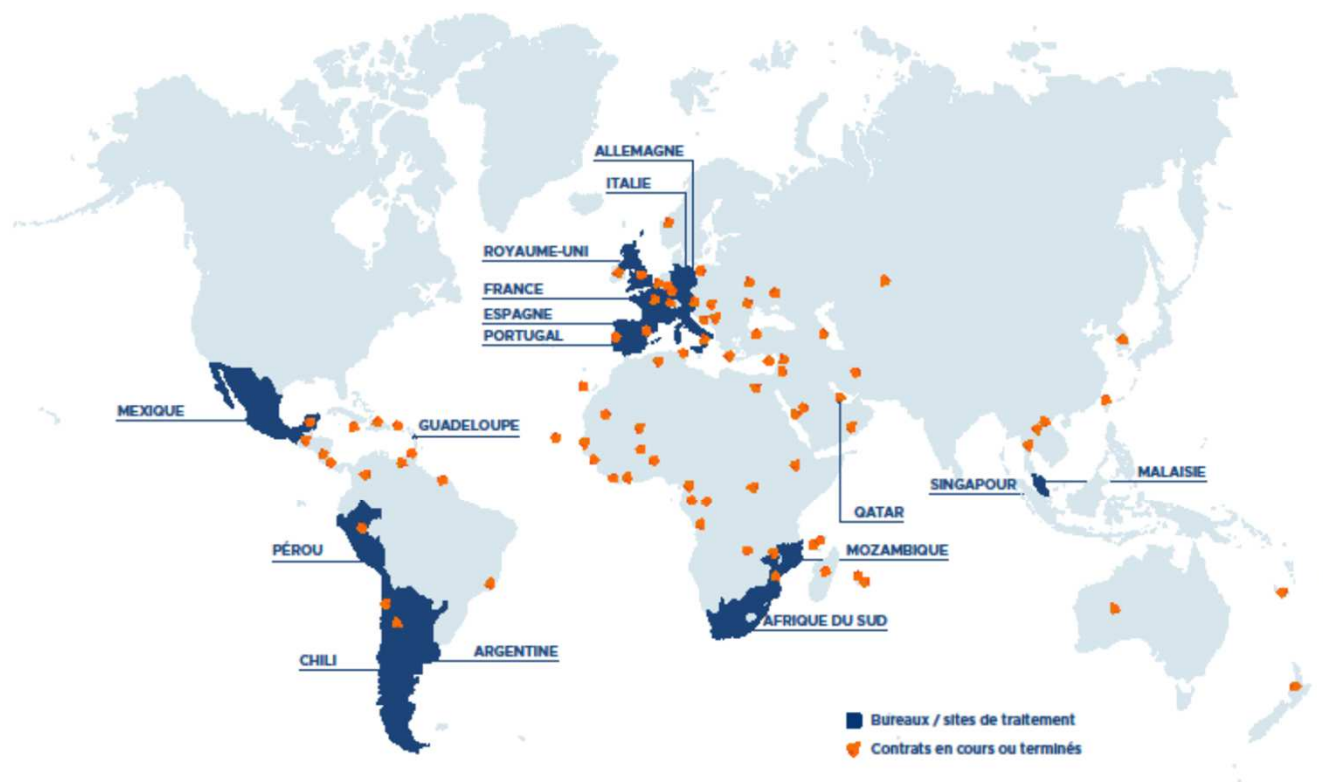 ALLEMAGNE
ITALIE
ROYAUME-UNI
FRANCE
ESPAGNE
PORTUGAL
MEXIQUE
GUADELOUPE
MALAISIE
SINGAPOUR
QATAR
PÉROU
MOZAMBIQUE
AFRIQUE DU SUD
ARGENTINE
CHILI
Bureaux / sites de traitement
Contrats en cours ou terminés